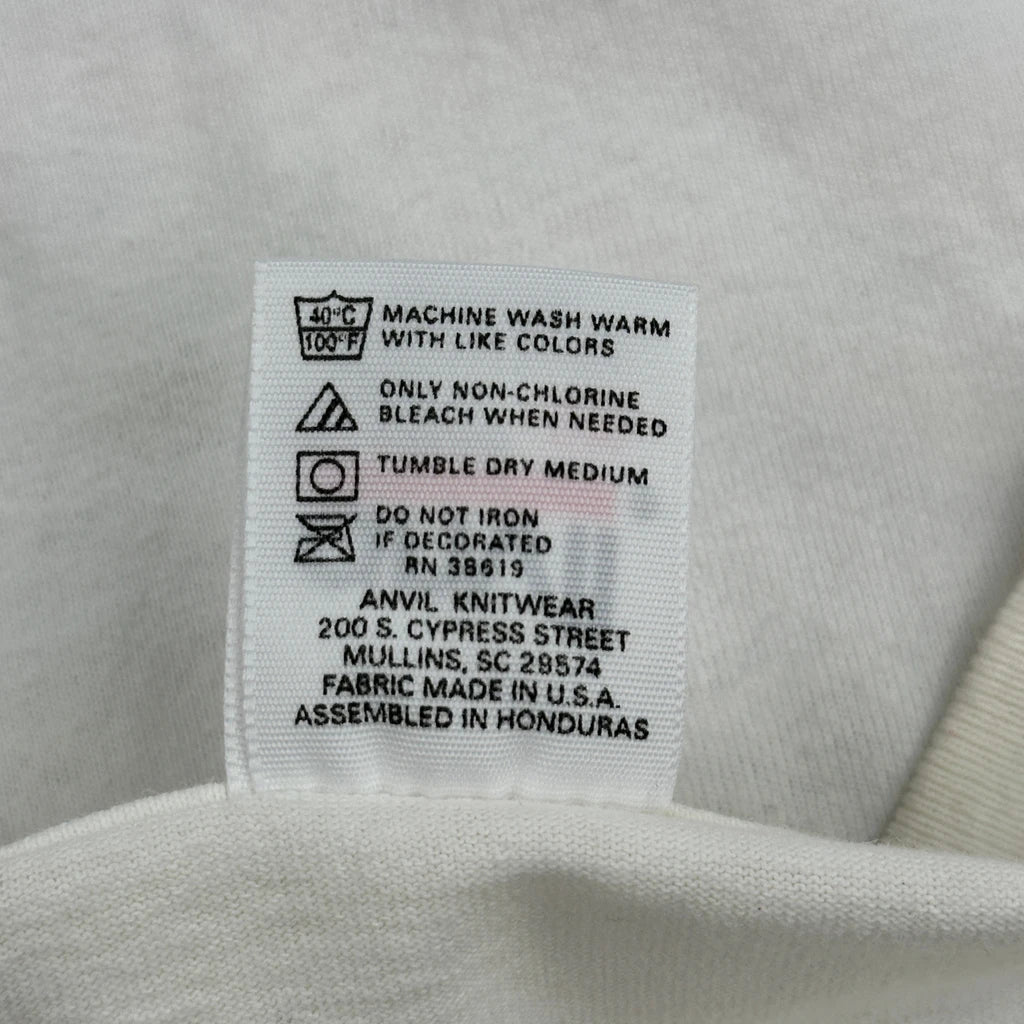 40°C
100°F
MACHINE WASH WARM
WITH LIKE COLORS
ONLY NON-CHLORINE
BLEACH WHEN NEEDED
TUMBLE DRY MEDIUM
DO NOT IRON
IF DECORATED
RN 38619
ANVIL KNITWEAR
200 S. CYPRESS STREET
MULLINS, SC 29574
FABRIC MADE IN U.S.A.
ASSEMBLED IN HONDURAS